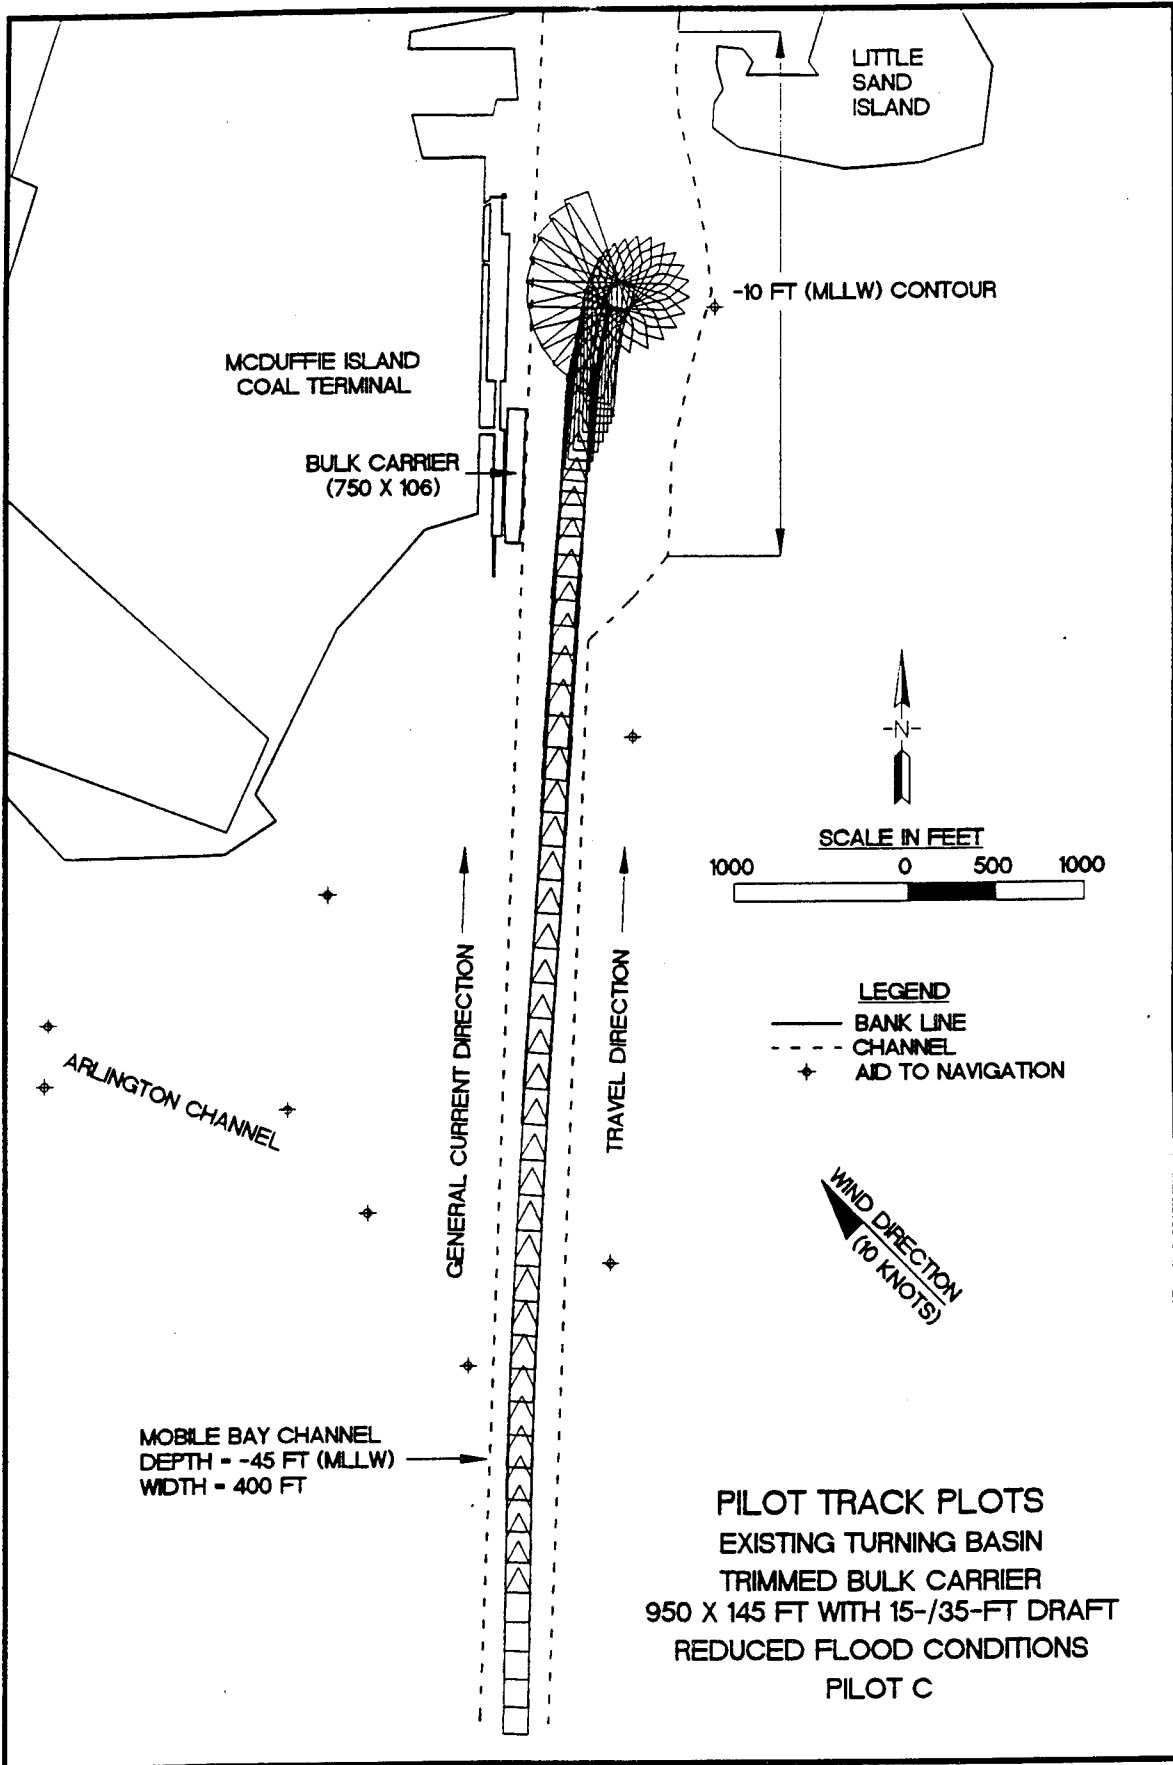 LITTLE
SAND
ISLAND
-10 FT (MLLW) CONTOUR
MCDUFFIE ISLAND
COAL TERMINAL
BULK CARRIER
(750 X 106)
-N-
SCALE IN FEET
1000 0 500 1000
GENERAL CURRENT DIRECTION
TRAVEL DIRECTION
LEGEND
BANK LINE
CHANNEL
AID TO NAVIGATION
ARLINGTON CHANNEL
WIND DIRECTION
(10 KNOTS)
MOBILE BAY CHANNEL
DEPTH = -45 FT (MLLW)
WIDTH = 400 FT
PILOT TRACK PLOTS
EXISTING TURNING BASIN
TRIMMED BULK CARRIER
950 X 145 FT WITH 15-/35-FT DRAFT
REDUCED FLOOD CONDITIONS
PILOT C